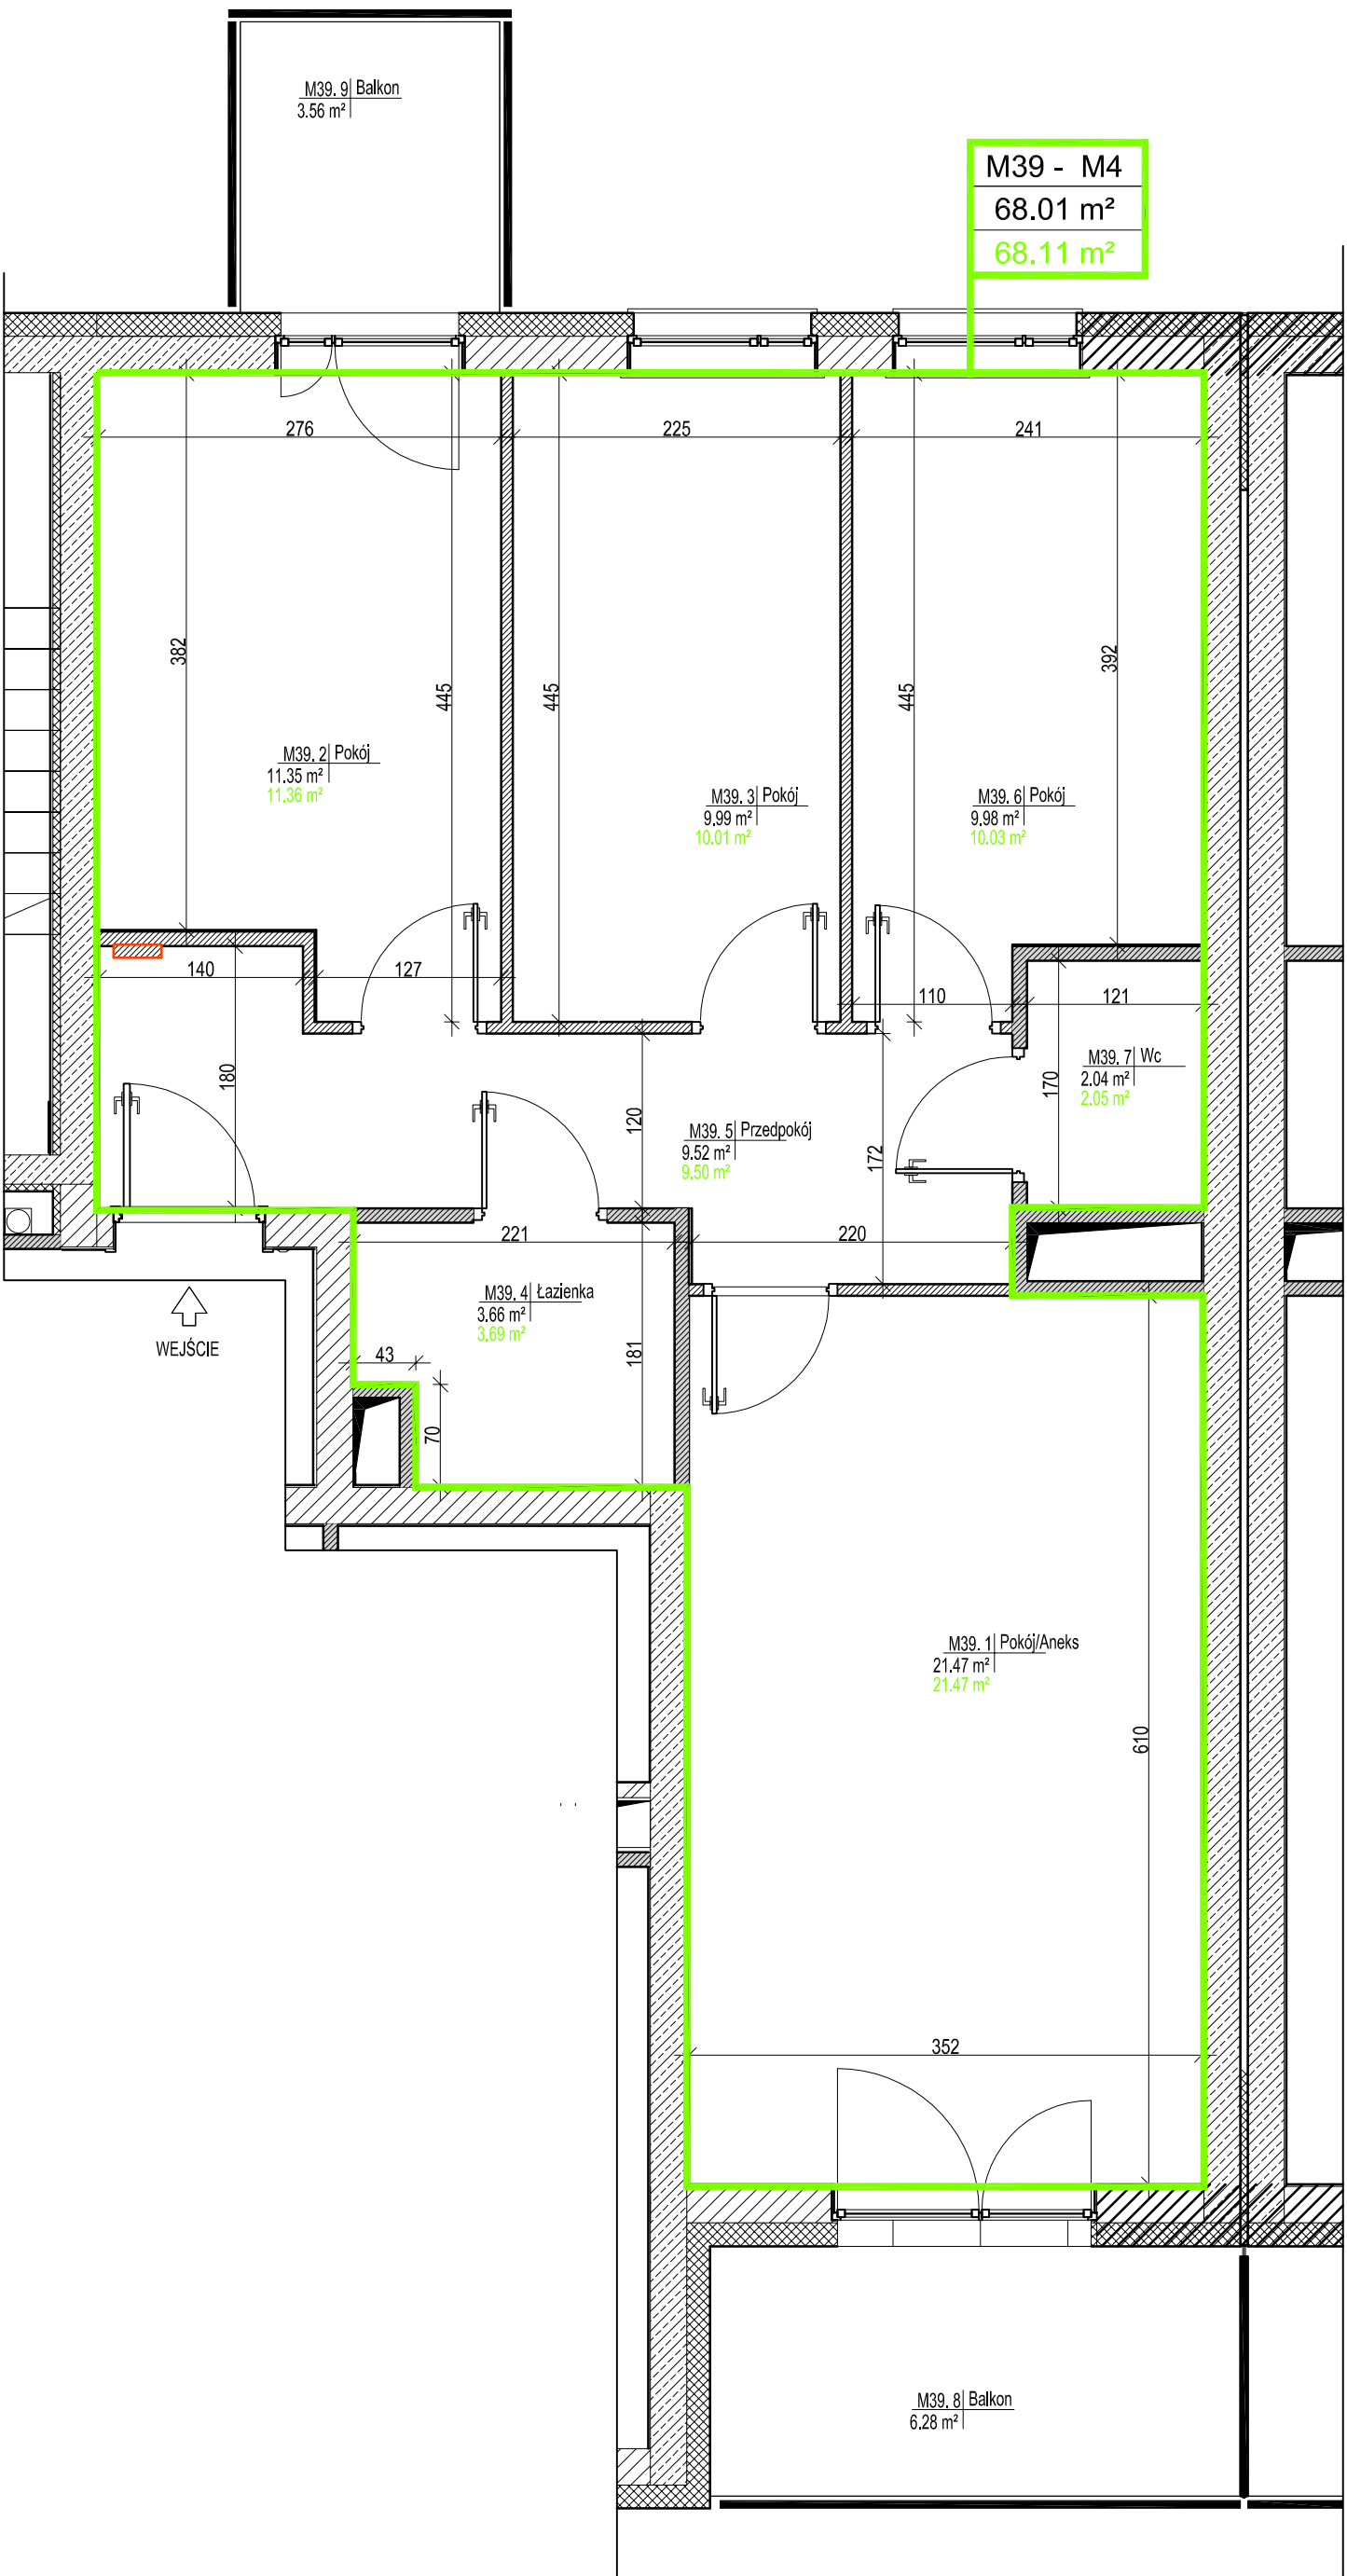 M39. 9 Balkon
3.56 m²
M39 - M4
68.01 m²
68.11 m²
276
225
241
382
445
445
445
392
M39. 2 Pokój
11.35 m²
11.36 m²
M39. 3 Pokój
9.99 m²
10.01 m²
M39. 6 Pokój
9.98 m²
10.03 m²
140
127
110
121
180
120
172
170
M39. 7 Wc
2.04 m²
2.05 m²
M39. 5 Przedpokój
9.52 m²
9.50 m²
221
220
M39. 4 Łazienka
3.66 m²
3.69 m²
WEJŚCIE
43
181
70
M39. 1 Pokój/Aneks
21.47 m²
21.47 m²
610
352
M39. 8 Balkon
6.28 m²